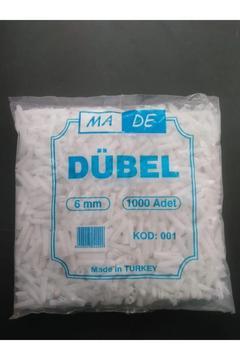 MA DE
DÜBEL
6 mm 1000 Adet
KOD: 001
Made in TURKEY